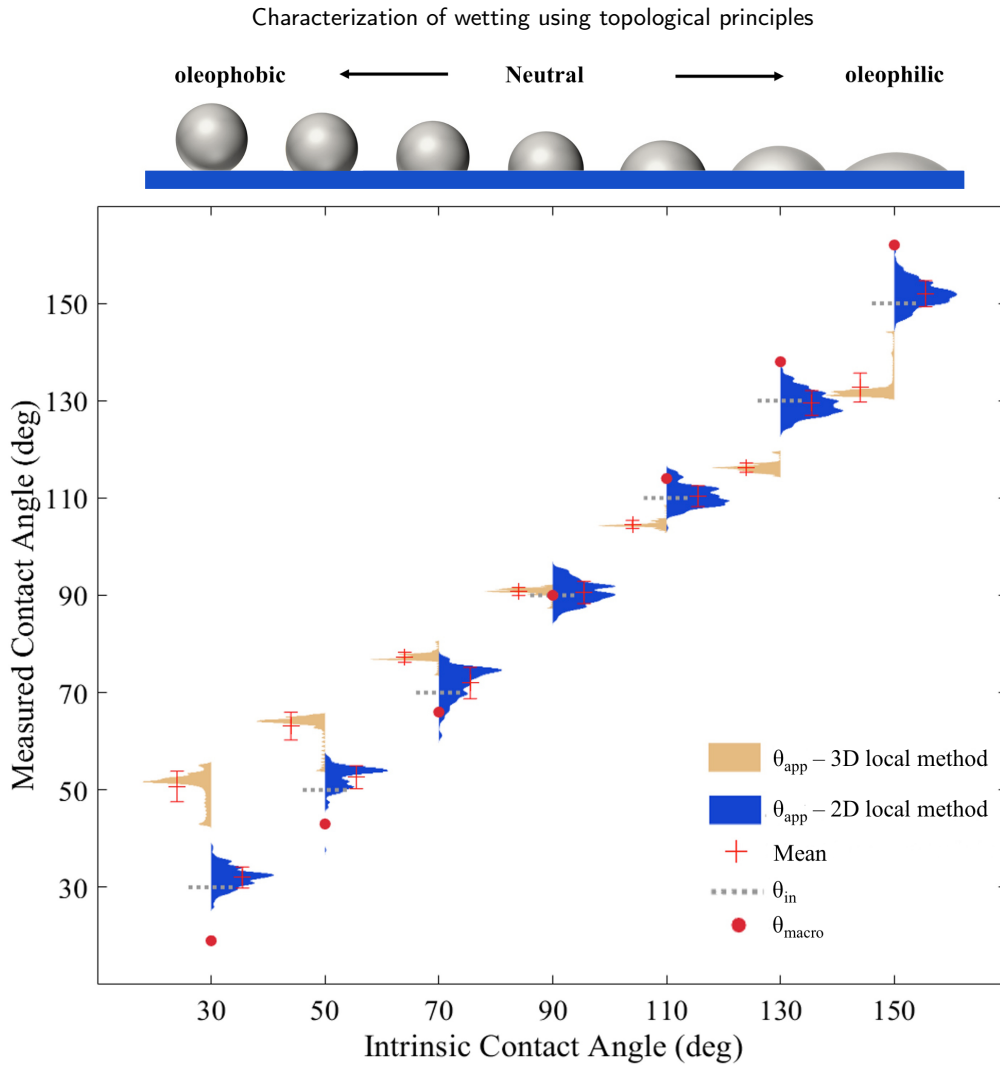 Characterization of wetting using topological principles
oleophobic Neutral oleophilic
150
130
110
90
70
50
30
Measured Contact Angle (deg)
θapp – 3D local method
θapp – 2D local method
Mean
θin
θmacro
30 50 70 90 110 130 150
Intrinsic Contact Angle (deg)